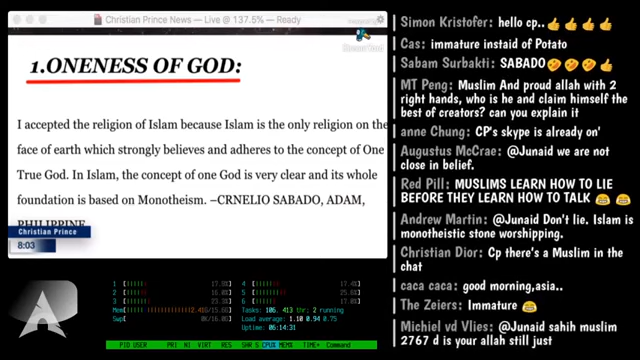 Christian Prince News — Live @ 137.5% — Ready
1.ONENESS OF GOD:
I accepted the religion of Islam because Islam is the only religion on the
face of earth which strongly believes and adheres to the concept of One
True God. In Islam, the concept of one God is very clear and its whole
foundation is based on Monotheism. –CRNELIO SABADO, ADAM,
PHILIPPINE
Christian Prince
8:03
Tasks: 106, 413 thr; 2 running
Load average: 1.10 0.94 0.75
Uptime: 06:14:31
PID USER PRI NI VIRT RES SHR S CPU% MEM% TIME+ Command
Simon Kristofer: hello cp.. 👍 👍 👍 👍
Cas: immature instaid of Potato
Sabam Surbakti: SABADO🤣 🤣 🤣 👍
MT Peng: Muslim And proud allah with 2
right hands, who is he and claim himself the
best of creators? can you explain it
anne Chung: CP's skype is already on'
Augustus McCrae: @Junaid we are not
close in belief.
Red Pill: MUSLIMS LEARN HOW TO LIE
BEFORE THEY LEARN HOW TO TALK 😂 😂
Andrew Martin: @Junaid Don't lie. Islam is
monotheistic stone worshipping.
Christian Dior: Cp there's a Muslim in the
chat
caca caca: good morning,asia..
The Zeiers: Immature 😂
Michiel vd Vlies: @Junaid sahih muslim
2767 d is your allah still just